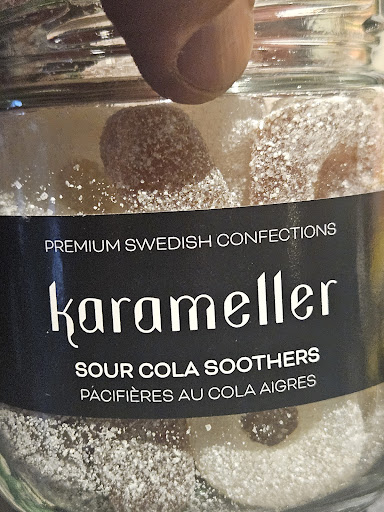 PREMIUM SWEDISH CONFECTIONS
karameller
SOUR COLA SOOTHERS
PACIFIÈRES AU COLA AIGRES